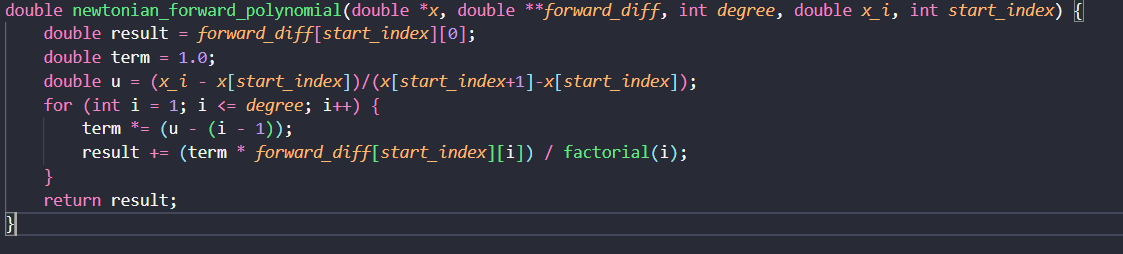 double newtonian_forward_polynomial(double *x, double **forward_diff, int degree, double x_i, int start_index) {
    double result = forward_diff[start_index][0];
    double term = 1.0;
    double u = (x_i - x[start_index])/(x[start_index+1]-x[start_index]);
    for (int i = 1; i <= degree; i++) {
        term *= (u - (i - 1));
        result += (term * forward_diff[start_index][i]) / factorial(i);
    }
    return result;
}